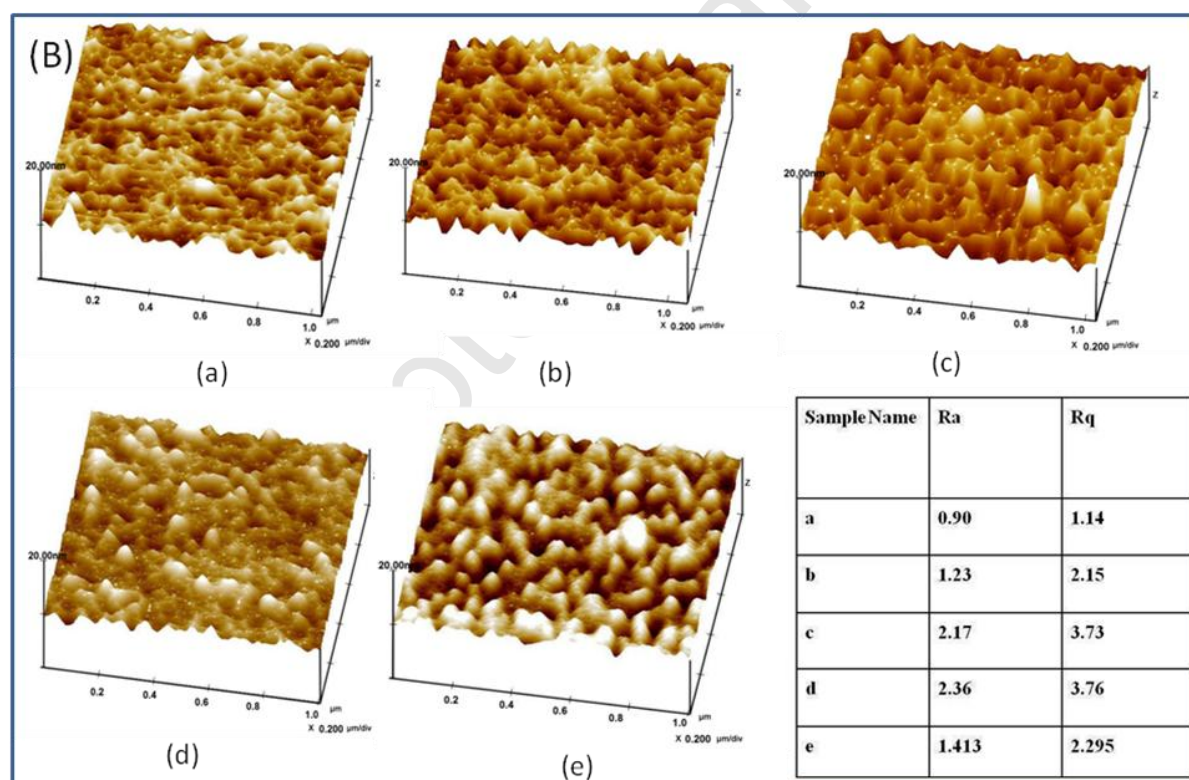 (B)
Z
20.00nm
0.2
0.4
0.6
0.8
1.0
µm
X 0.200 µm/div
(a)
Z
20.00nm
0.2
0.4
0.6
0.8
1.0
µm
X 0.200 µm/div
(b)
Z
20.00nm
0.2
0.4
0.6
0.8
1.0
µm
X 0.200 µm/div
(c)
20.00nm
0.2
0.4
0.6
0.8
1.0
µm
X 0.200 µm/div
(d)
Z
20.00nm
0.2
0.4
0.6
0.8
1.0
µm
X 0.200 µm/div
(e)
Sample Name Ra Rq
a 0.90 1.14
b 1.23 2.15
c 2.17 3.73
d 2.36 3.76
e 1.413 2.295